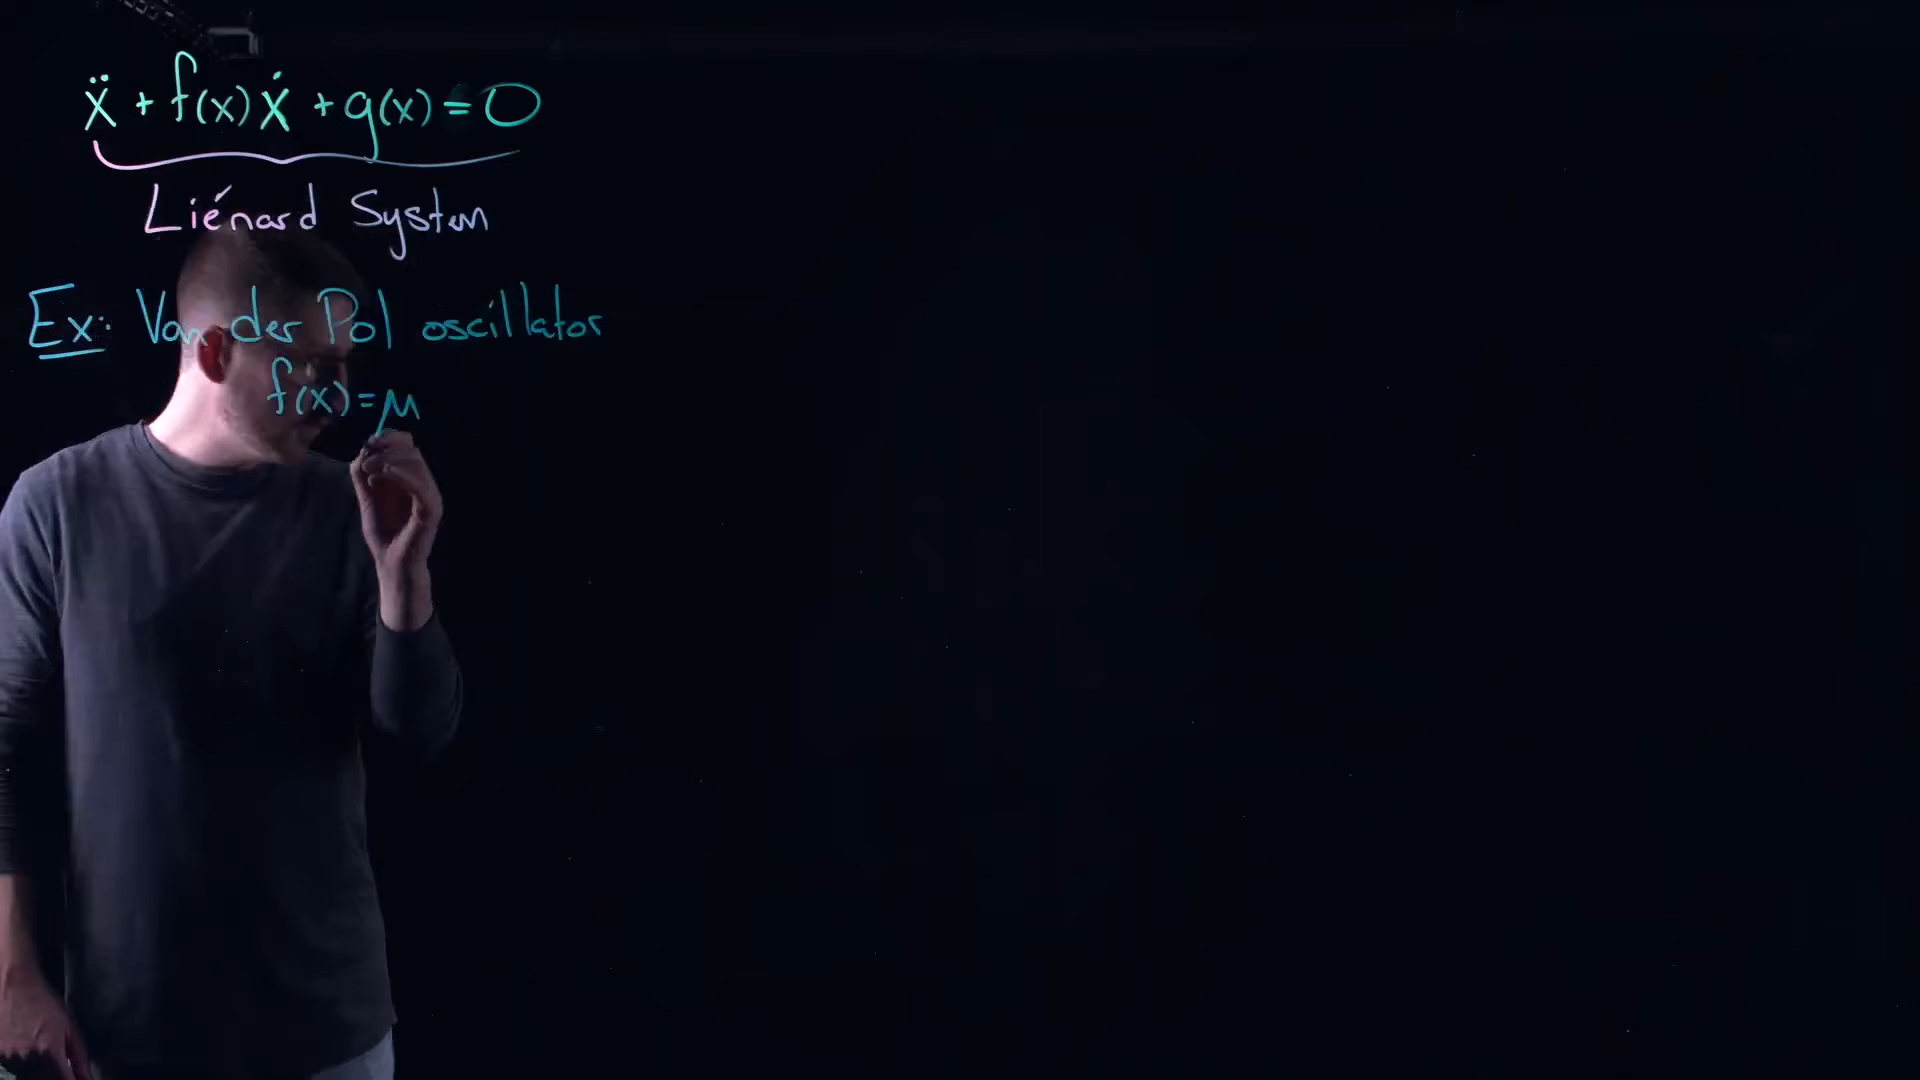 ẍ + f(x)ẋ + g(x) = 0
Liénard System
Ex: Van der Pol oscillator
f(x) = μ